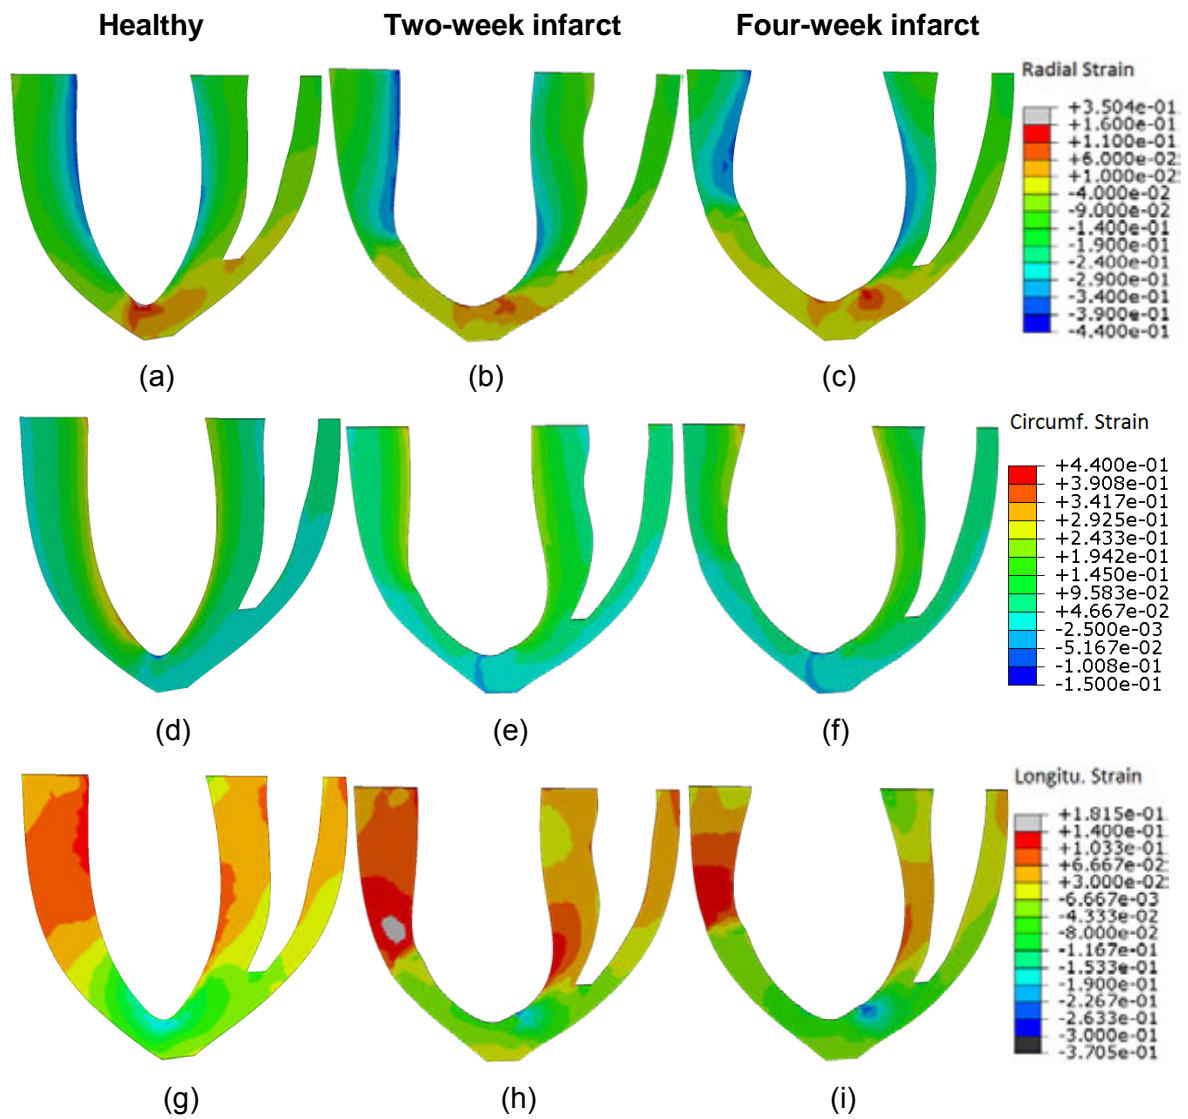 Healthy Two-week infarct Four-week infarct
Radial Strain
+3.504e-01
+1.600e-01
+1.100e-01
+6.000e-02
+1.000e-02
-4.000e-02
-9.000e-02
-1.400e-01
-1.900e-01
-2.400e-01
-2.900e-01
-3.400e-01
-3.900e-01
-4.400e-01
(a) (b) (c)
Circumf. Strain
+4.400e-01
+3.908e-01
+3.417e-01
+2.925e-01
+2.433e-01
+1.942e-01
+1.450e-01
+9.583e-02
+4.667e-02
-2.500e-03
-5.167e-02
-1.008e-01
-1.500e-01
(d) (e) (f)
Longitu. Strain
+1.815e-01
+1.400e-01
+1.033e-01
+6.667e-02
+3.000e-02
-6.667e-03
-4.333e-02
-8.000e-02
-1.167e-01
-1.533e-01
-1.900e-01
-2.267e-01
-2.633e-01
-3.000e-01
-3.705e-01
(g) (h) (i)